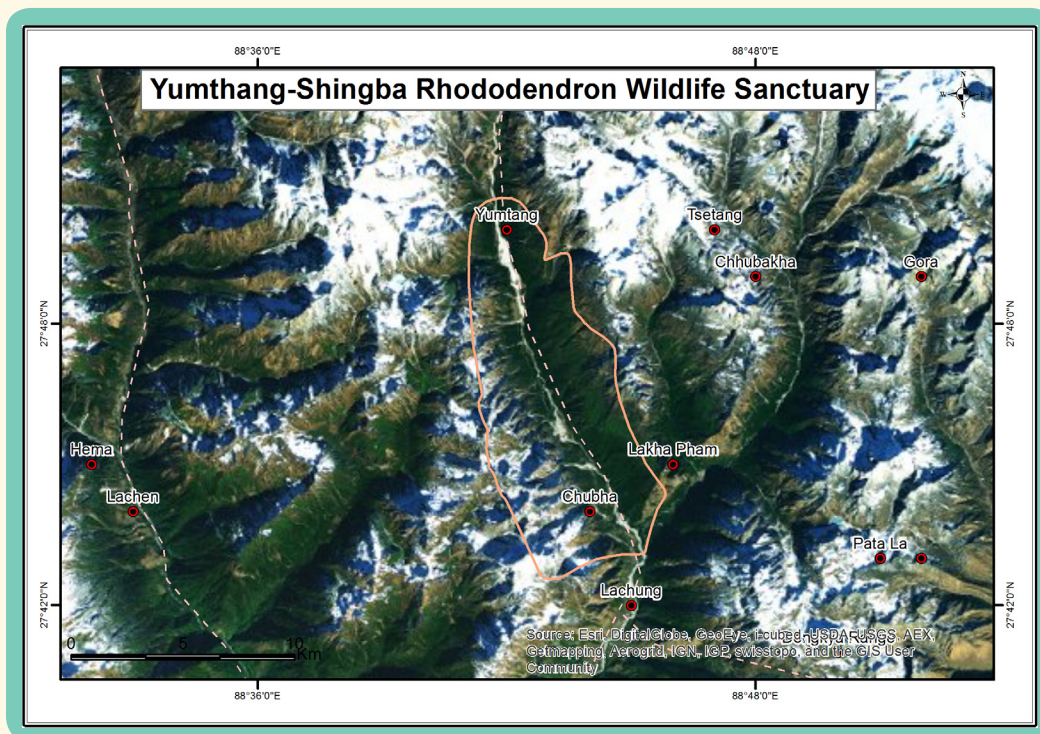 88°36'0"E
88°48'0"E
Yumthang-Shingba Rhododendron Wildlife Sanctuary
N
W
E
S
Yumtang
Tsetang
Chhubakha
Gora
27°48'0"N
27°48'0"N
Hema
Lakha Pham
Lachen
Chubha
Pata La
27°42'0"N
27°42'0"N
Lachung
0 5 10
Km
Source: Esri, DigitalGlobe, GeoEye, i-cubed, USDA, USGS, AEX,
Getmapping, Aerogrid, IGN, IGP, swisstopo, and the GIS User
Community
88°36'0"E
88°48'0"E